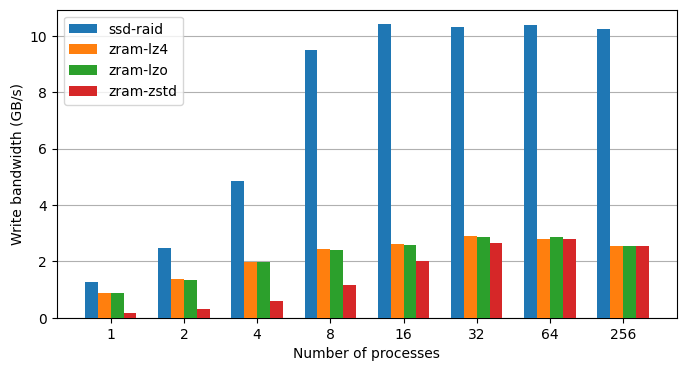 ssd-raid
zram-lz4
zram-lzo
zram-zstd
Write bandwidth (GB/s)
10
8
6
4
2
0
1 2 4 8 16 32 64 256
Number of processes